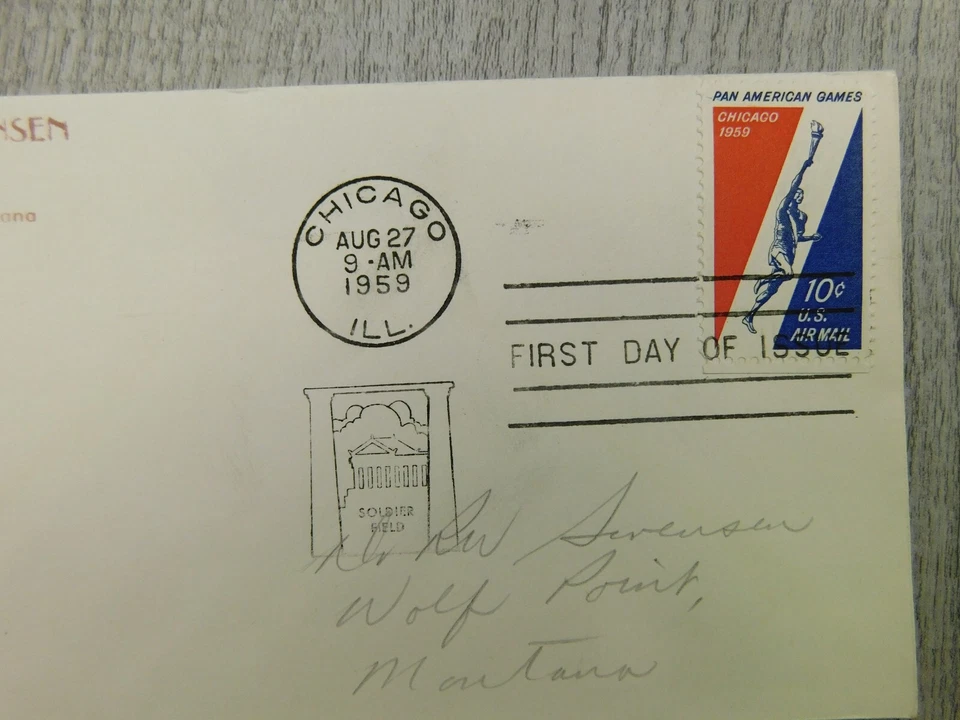 NSEN
ana
PAN AMERICAN GAMES
CHICAGO
1959
10¢
U.S.
AIR MAIL
CHICAGO
AUG 27
9-AM
1959
ILL.
FIRST DAY OF ISSUE
SOLDIER
FIELD
Sorensen
Wolf Point,
Montana